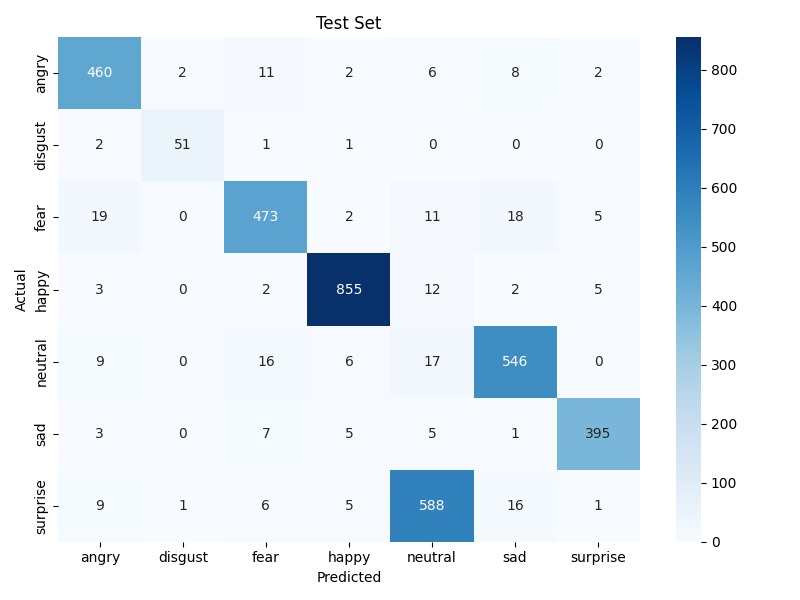 Test Set
angry 460 2 11 2 6 8 2
disgust 2 51 1 1 0 0 0
fear 19 0 473 2 11 18 5
happy 3 0 2 855 12 2 5
neutral 9 0 16 6 17 546 0
sad 3 0 7 5 5 1 395
surprise 9 1 6 5 588 16 1
angry disgust fear happy neutral sad surprise
Predicted
Actual
800
700
600
500
400
300
200
100
0